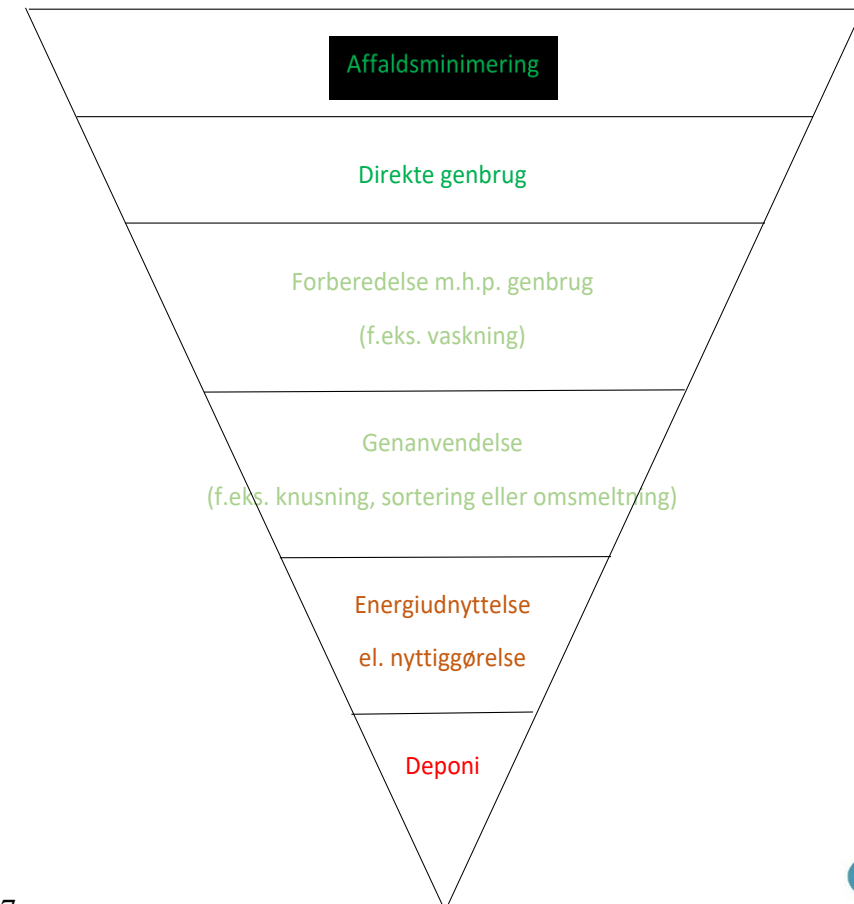 Affaldsminimering
Direkte genbrug
Forberedelse m.h.p. genbrug
(f.eks. vaskning)
Genanvendelse
(f.eks. knusning, sortering eller omsmeltning)
Energiudnyttelse
el. nyttiggørelse
Deponi